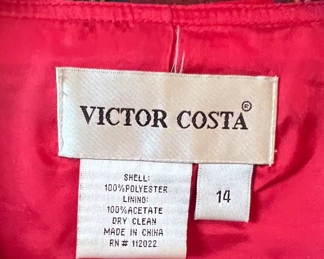 VICTOR COSTA®
SHELL:
100%POLYESTER
LINING:
100%ACETATE
DRY CLEAN
MADE IN CHINA
RN # 112022
14